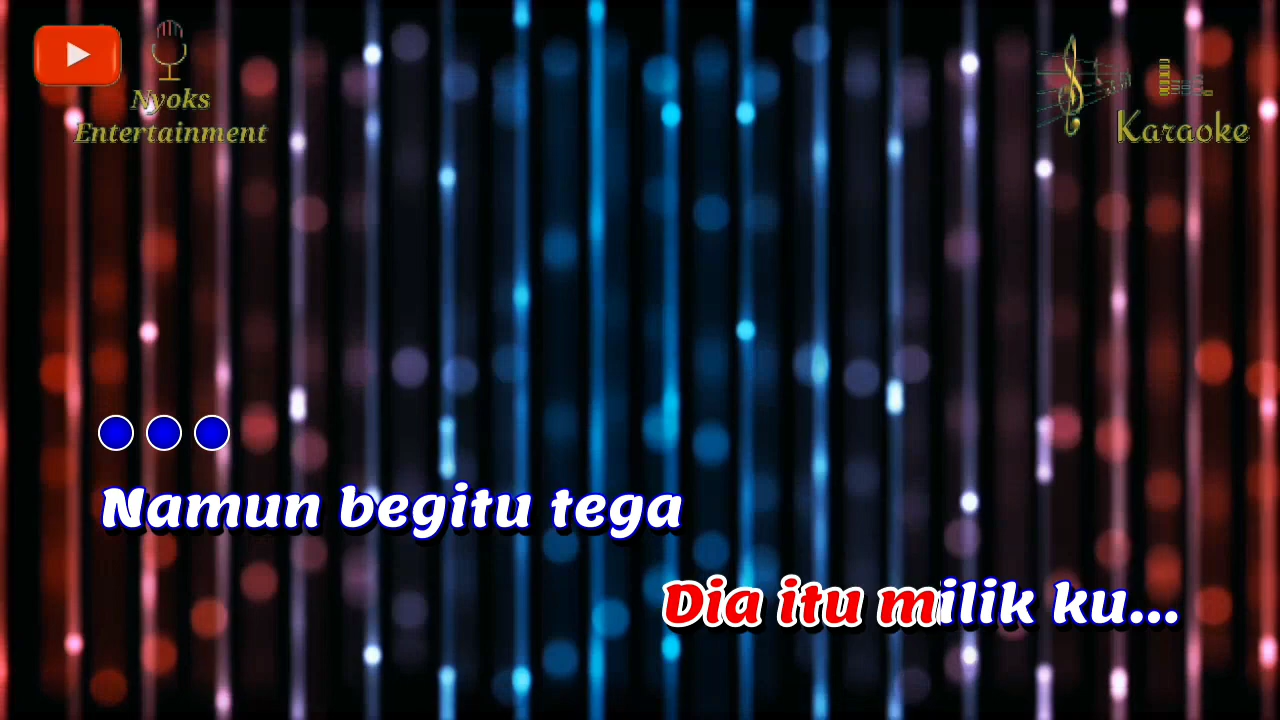 Nyoks
Entertainment
Karaoke
Namun begitu tega
Dia itu milik ku...